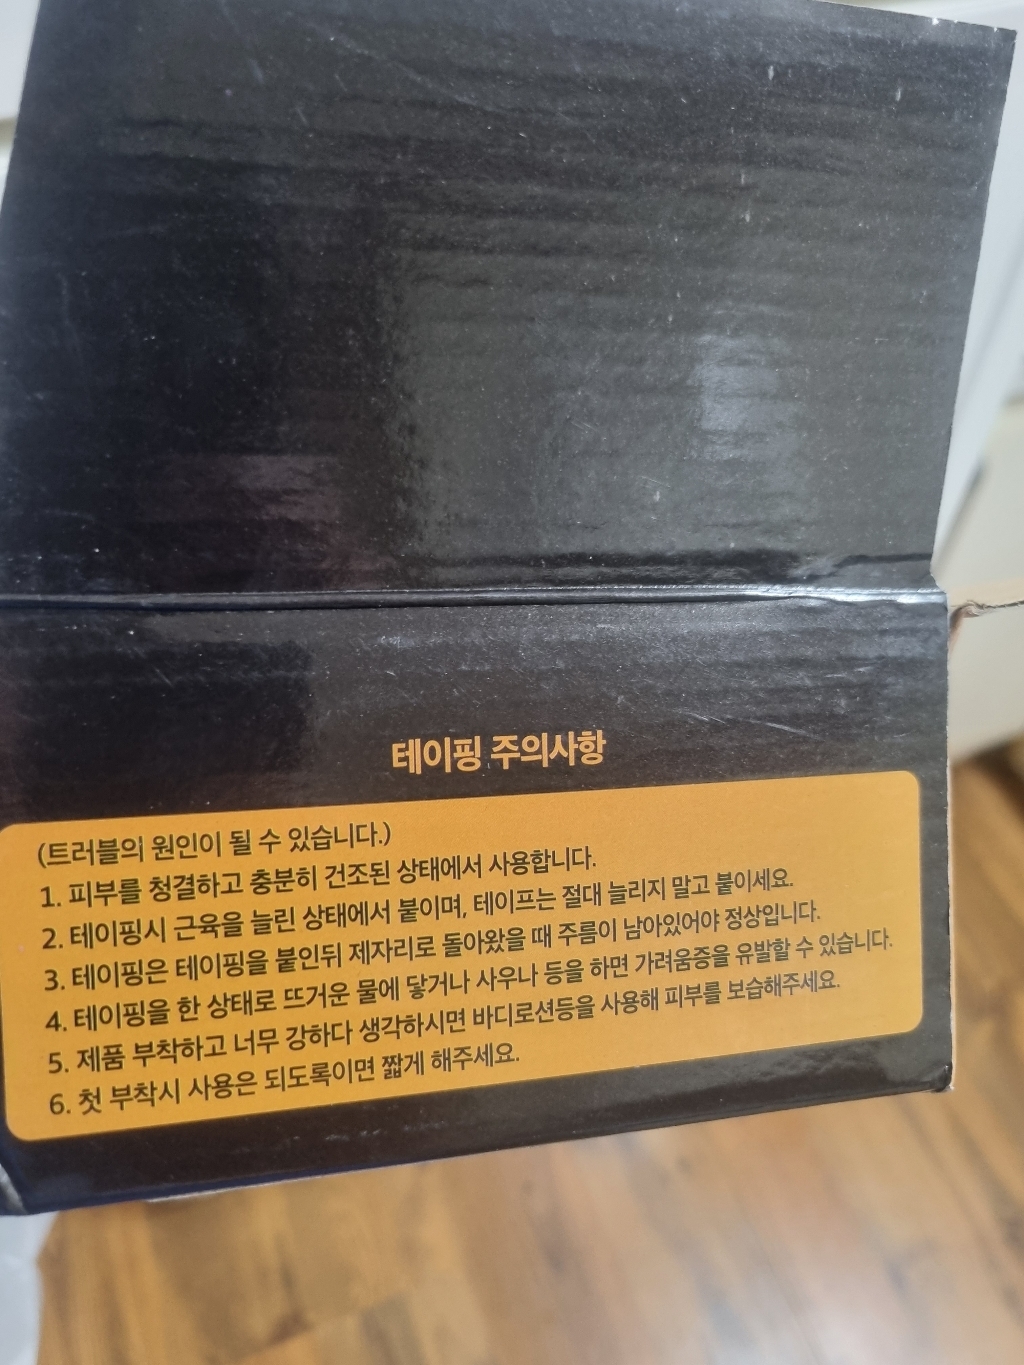 테이핑 주의사항
(트러블의 원인이 될 수 있습니다.)
1. 피부를 청결하고 충분히 건조된 상태에서 사용합니다.
2. 테이핑시 근육을 늘린 상태에서 붙이며, 테이프는 절대 늘리지 말고 붙이세요.
3. 테이핑은 테이핑을 붙인뒤 제자리로 돌아왔을 때 주름이 남아있어야 정상입니다.
4. 테이핑을 한 상태로 뜨거운 물에 닿거나 사우나 등을 하면 가려움증을 유발할 수 있습니다.
5. 제품 부착하고 너무 강하다 생각하시면 바디로션등을 사용해 피부를 보습해주세요.
6. 첫 부착시 사용은 되도록이면 짧게 해주세요.